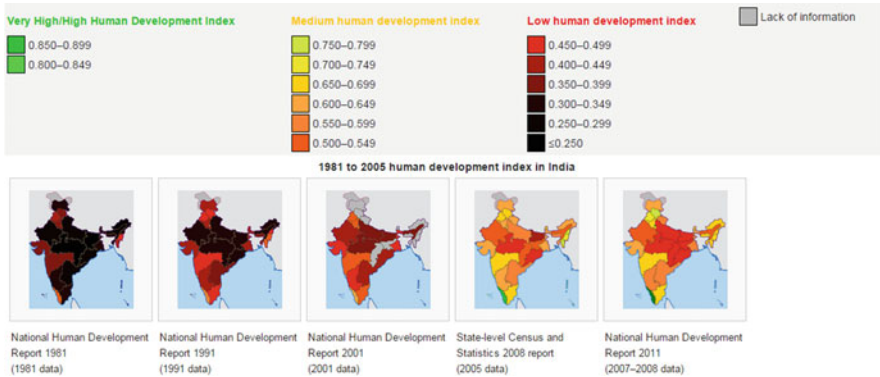 Very High/High Human Development Index
0.850–0.899
0.800–0.849
Medium human development index
0.750–0.799
0.700–0.749
0.650–0.699
0.600–0.649
0.550–0.599
0.500–0.549
Low human development index
0.450–0.499
0.400–0.449
0.350–0.399
0.300–0.349
0.250–0.299
≤0.250
Lack of information
1981 to 2005 human development index in India
National Human Development
Report 1981
(1981 data)
National Human Development
Report 1991
(1991 data)
National Human Development
Report 2001
(2001 data)
State-level Census and
Statistics 2008 report
(2005 data)
National Human Development
Report 2011
(2007–2008 data)